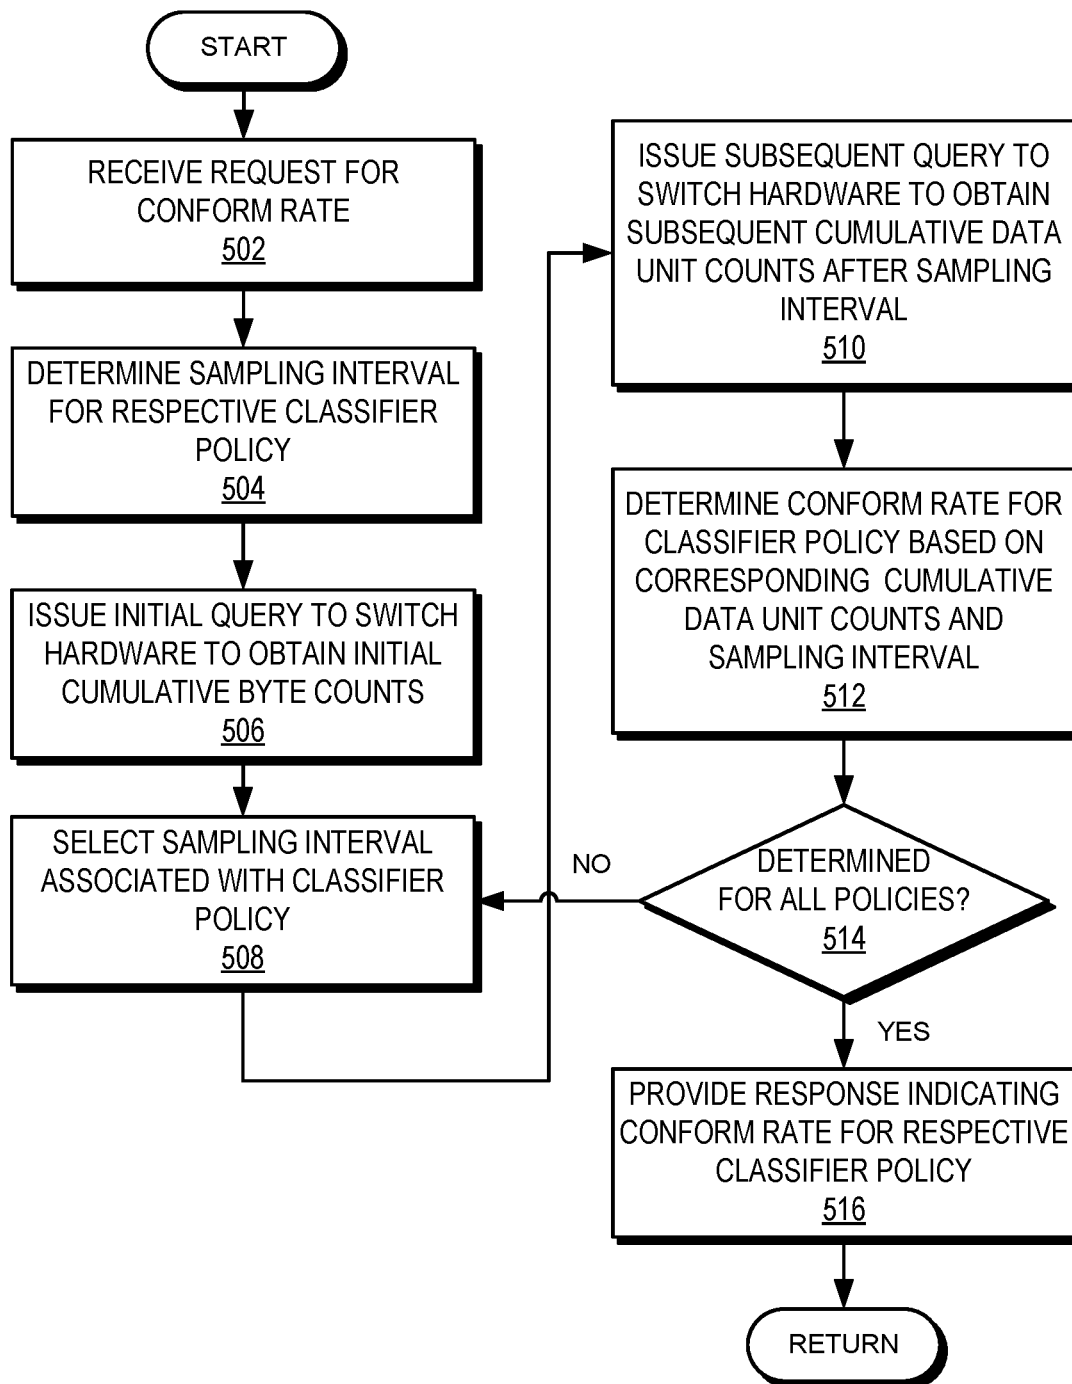 START
RECEIVE REQUEST FOR
CONFORM RATE
502
DETERMINE SAMPLING INTERVAL
FOR RESPECTIVE CLASSIFIER
POLICY
504
ISSUE INITIAL QUERY TO SWITCH
HARDWARE TO OBTAIN INITIAL
CUMULATIVE BYTE COUNTS
506
SELECT SAMPLING INTERVAL
ASSOCIATED WITH CLASSIFIER
POLICY
508
ISSUE SUBSEQUENT QUERY TO
SWITCH HARDWARE TO OBTAIN
SUBSEQUENT CUMULATIVE DATA
UNIT COUNTS AFTER SAMPLING
INTERVAL
510
DETERMINE CONFORM RATE FOR
CLASSIFIER POLICY BASED ON
CORRESPONDING CUMULATIVE
DATA UNIT COUNTS AND
SAMPLING INTERVAL
512
DETERMINED
FOR ALL POLICIES?
514
NO
YES
PROVIDE RESPONSE INDICATING
CONFORM RATE FOR RESPECTIVE
CLASSIFIER POLICY
516
RETURN